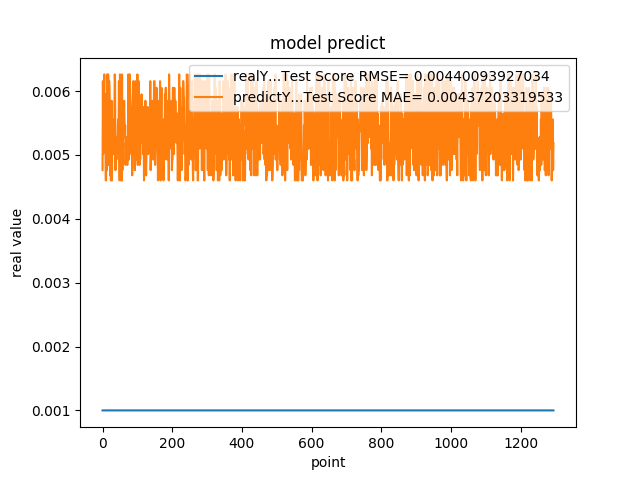 model predict
realY...Test Score RMSE= 0.00440093927034
predictY...Test Score MAE= 0.00437203319533
0.006
0.005
0.004
0.003
0.002
0.001
real value
0 200 400 600 800 1000 1200
point